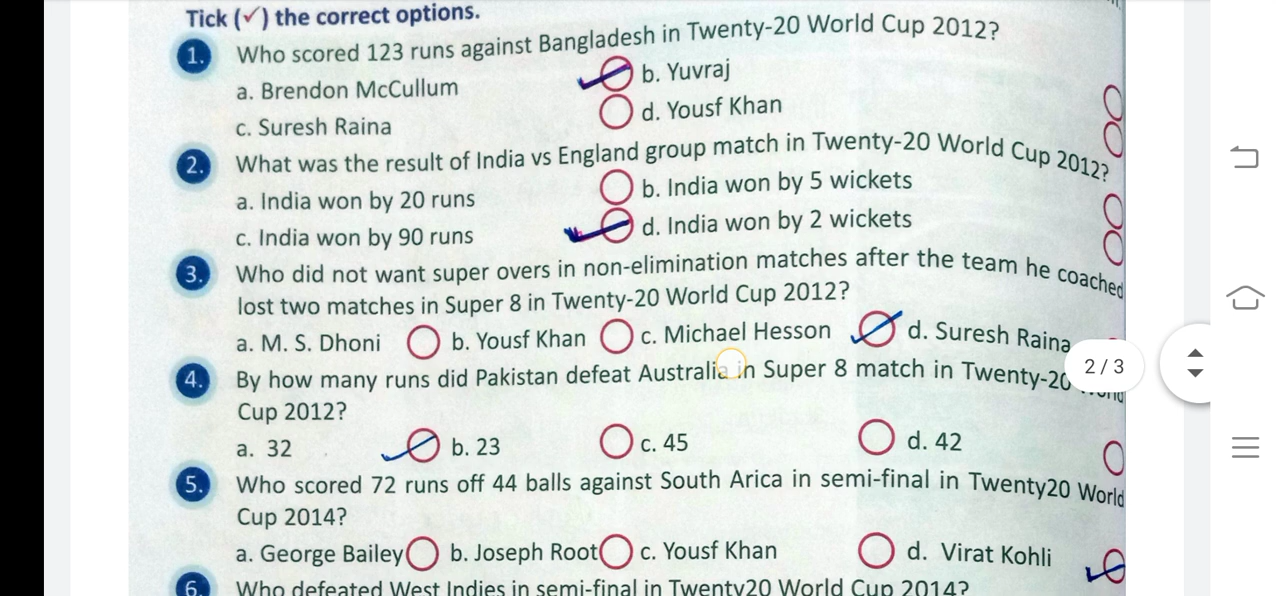 Tick (✓) the correct options.
1. Who scored 123 runs against Bangladesh in Twenty-20 World Cup 2012?
a. Brendon McCullum b. Yuvraj
c. Suresh Raina d. Yousf Khan
2. What was the result of India vs England group match in Twenty-20 World Cup 2012?
a. India won by 20 runs b. India won by 5 wickets
c. India won by 90 runs d. India won by 2 wickets
3. Who did not want super overs in non-elimination matches after the team he coached
lost two matches in Super 8 in Twenty-20 World Cup 2012?
a. M. S. Dhoni b. Yousf Khan c. Michael Hesson d. Suresh Raina
4. By how many runs did Pakistan defeat Australia in Super 8 match in Twenty-20
Cup 2012?
2/3
a. 32 b. 23 c. 45 d. 42
5. Who scored 72 runs off 44 balls against South Arica in semi-final in Twenty20 World
Cup 2014?
a. George Bailey b. Joseph Root c. Yousf Khan d. Virat Kohli
6. Who defeated West Indies in semi-final in Twenty20 World Cup 2014?